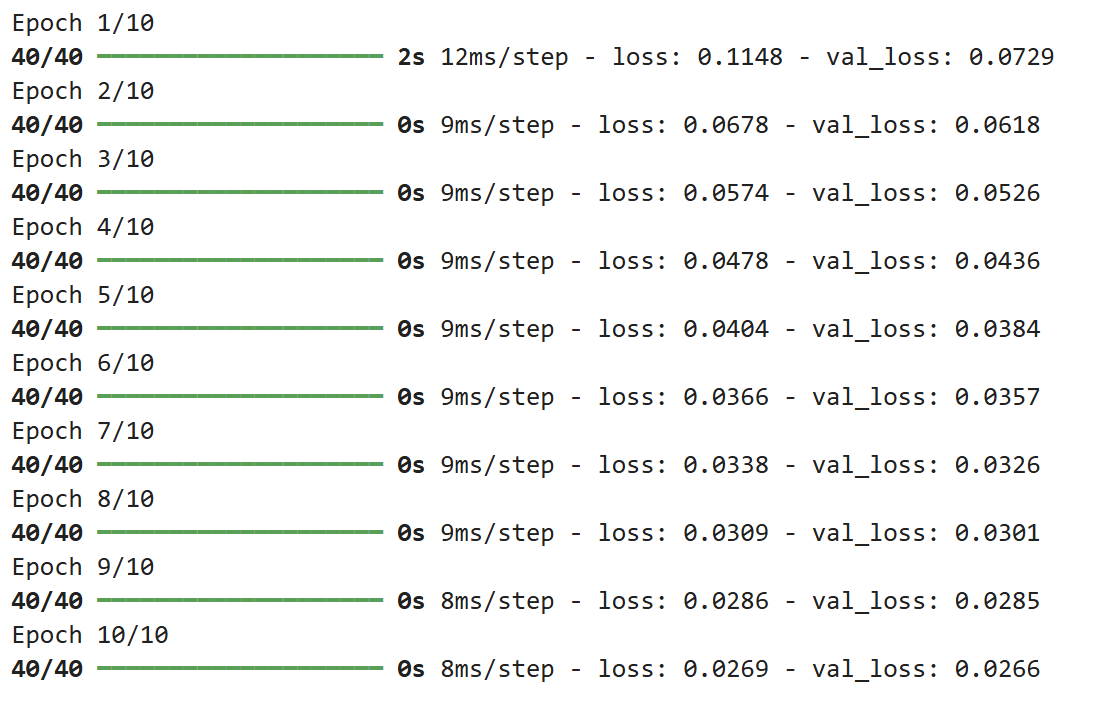 Epoch 1/10
40/40 ━━━━━━━━━━━━━━━━━━━━ 2s 12ms/step - loss: 0.1148 - val_loss: 0.0729
Epoch 2/10
40/40 ━━━━━━━━━━━━━━━━━━━━ 0s 9ms/step - loss: 0.0678 - val_loss: 0.0618
Epoch 3/10
40/40 ━━━━━━━━━━━━━━━━━━━━ 0s 9ms/step - loss: 0.0574 - val_loss: 0.0526
Epoch 4/10
40/40 ━━━━━━━━━━━━━━━━━━━━ 0s 9ms/step - loss: 0.0478 - val_loss: 0.0436
Epoch 5/10
40/40 ━━━━━━━━━━━━━━━━━━━━ 0s 9ms/step - loss: 0.0404 - val_loss: 0.0384
Epoch 6/10
40/40 ━━━━━━━━━━━━━━━━━━━━ 0s 9ms/step - loss: 0.0366 - val_loss: 0.0357
Epoch 7/10
40/40 ━━━━━━━━━━━━━━━━━━━━ 0s 9ms/step - loss: 0.0338 - val_loss: 0.0326
Epoch 8/10
40/40 ━━━━━━━━━━━━━━━━━━━━ 0s 9ms/step - loss: 0.0309 - val_loss: 0.0301
Epoch 9/10
40/40 ━━━━━━━━━━━━━━━━━━━━ 0s 8ms/step - loss: 0.0286 - val_loss: 0.0285
Epoch 10/10
40/40 ━━━━━━━━━━━━━━━━━━━━ 0s 8ms/step - loss: 0.0269 - val_loss: 0.0266